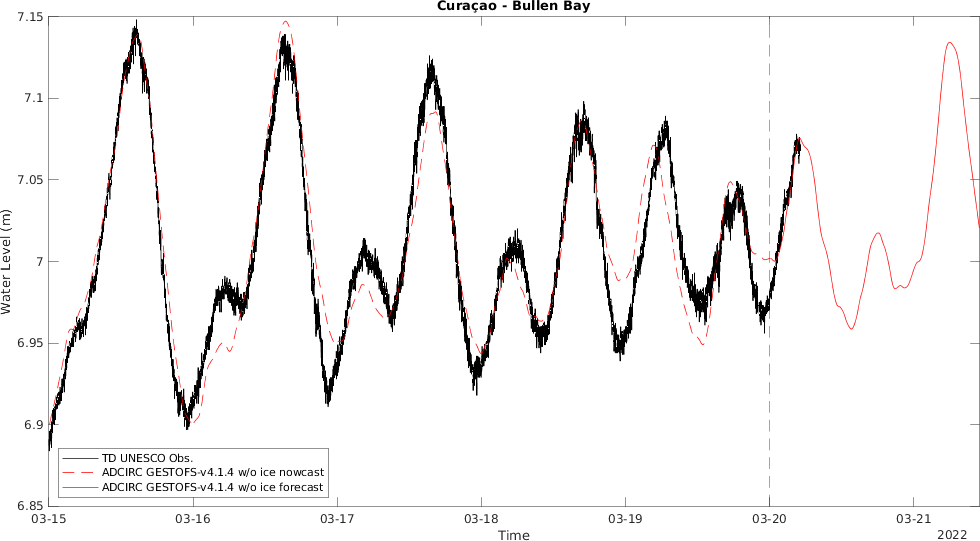 Curaçao - Bullen Bay
7.15
7.1
7.05
7
6.95
6.9
6.85
Water Level (m)
TD UNESCO Obs.
ADCIRC GESTOFS-v4.1.4 w/o ice nowcast
ADCIRC GESTOFS-v4.1.4 w/o ice forecast
03-15 03-16 03-17 03-18 03-19 03-20 03-21
Time
2022